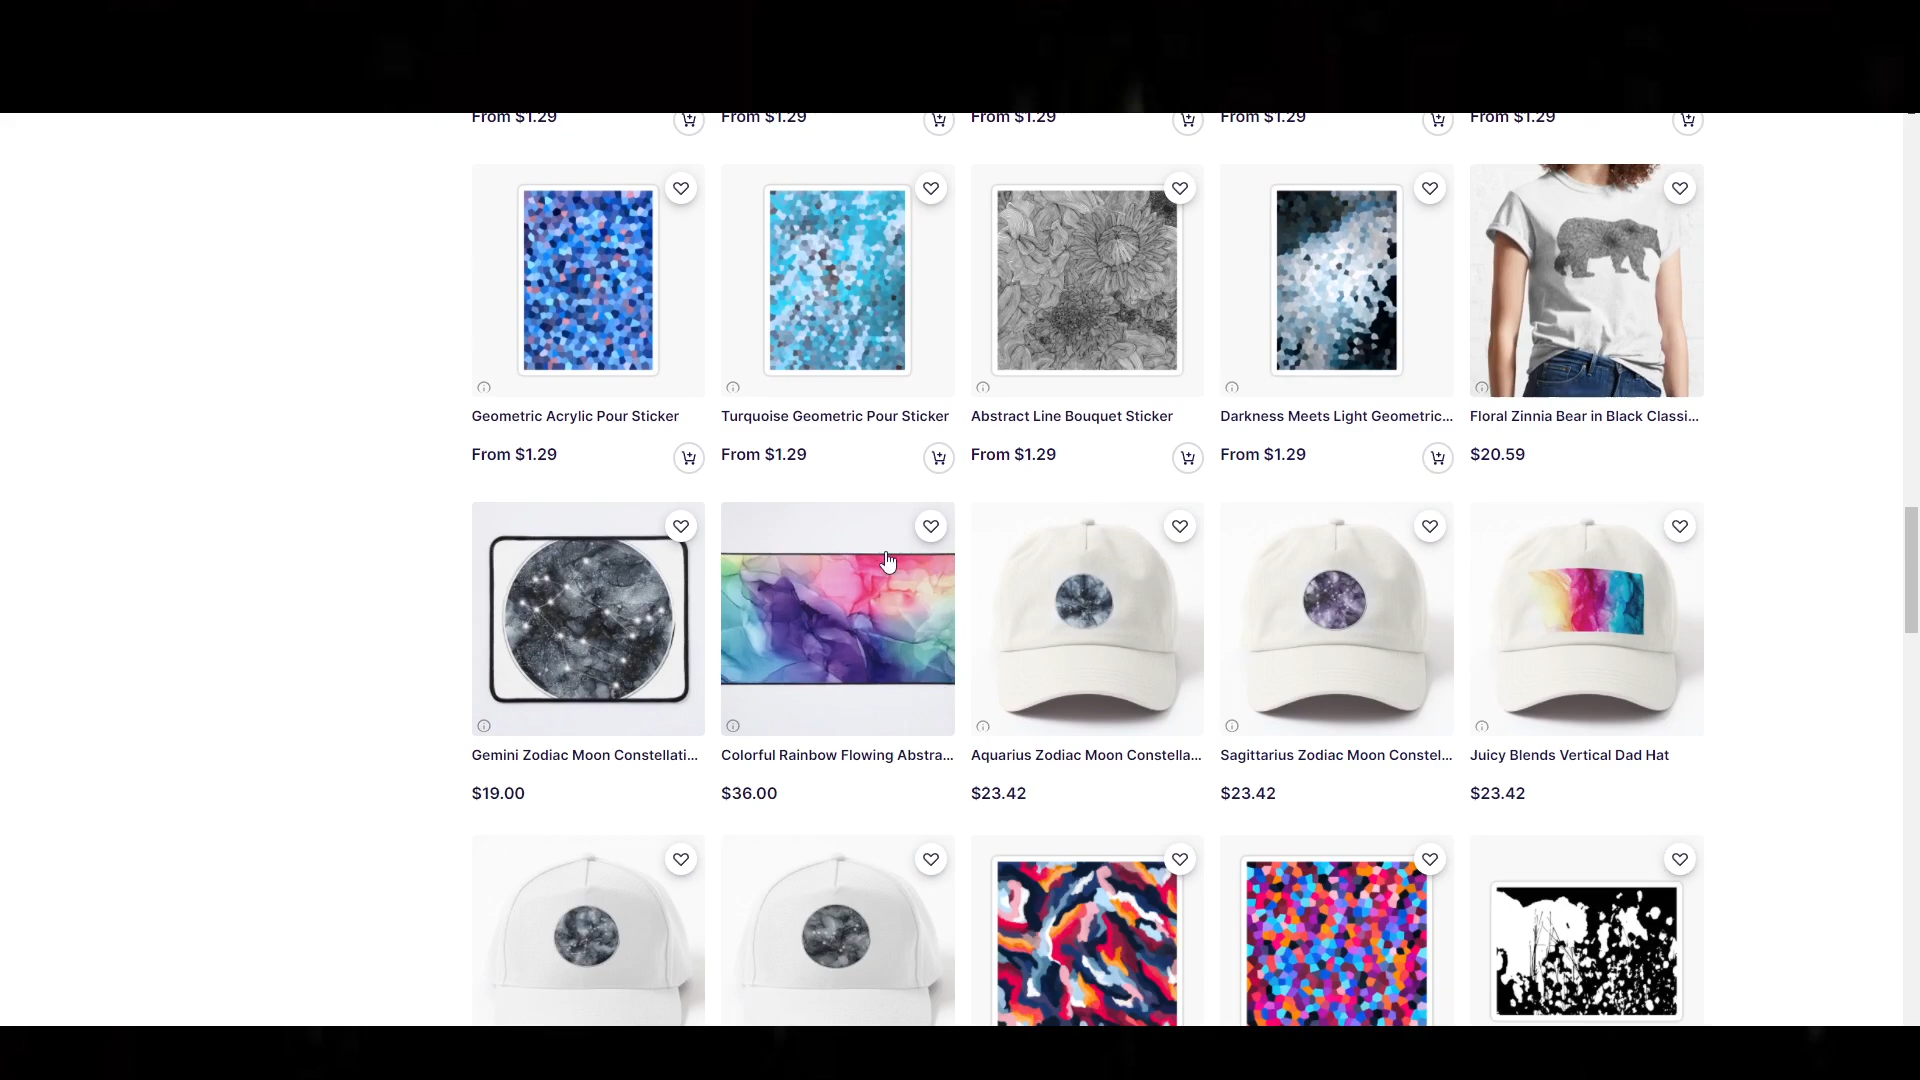 From $1.29 From $1.29 From $1.29 From $1.29 From $1.29
Geometric Acrylic Pour Sticker Turquoise Geometric Pour Sticker Abstract Line Bouquet Sticker Darkness Meets Light Geometric... Floral Zinnia Bear in Black Classi...
From $1.29 From $1.29 From $1.29 From $1.29 $20.59
Gemini Zodiac Moon Constellati... Colorful Rainbow Flowing Abstra... Aquarius Zodiac Moon Constella... Sagittarius Zodiac Moon Constel... Juicy Blends Vertical Dad Hat
$19.00 $36.00 $23.42 $23.42 $23.42